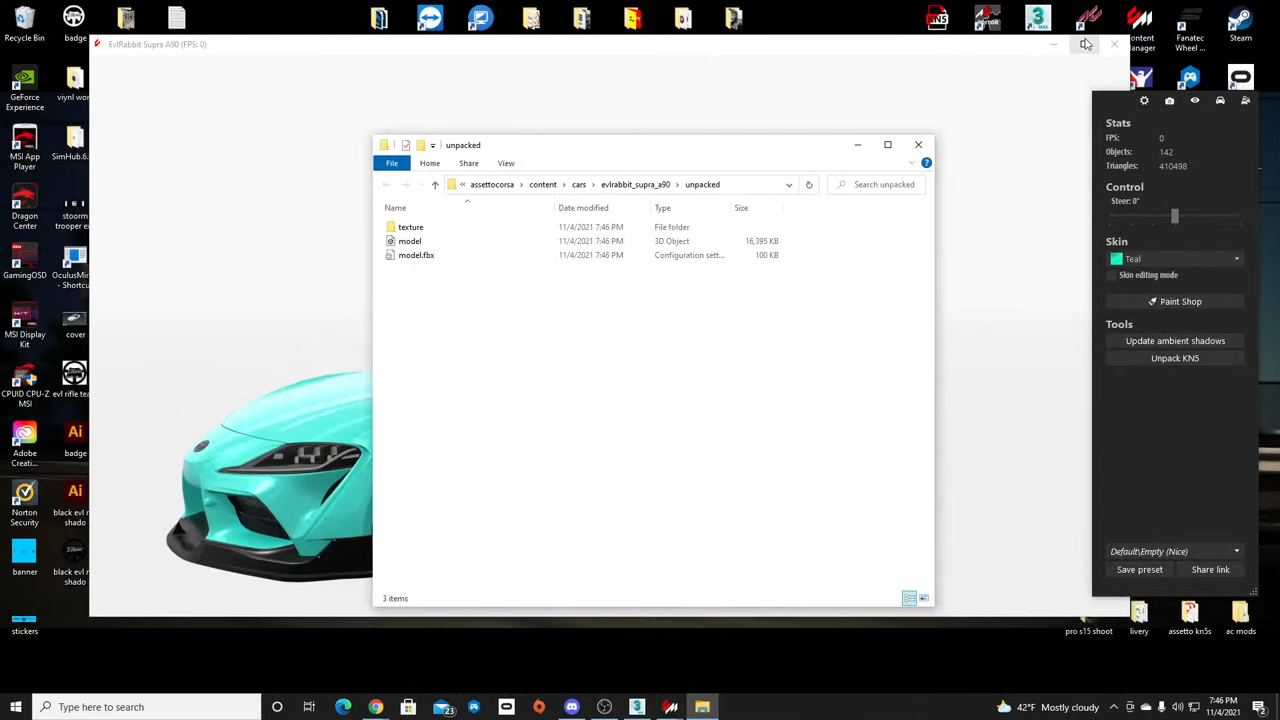 Recycle Bin
badge
Content Manager
Fanatec Wheel ...
Steam
EvlRabbit Supra A90 (FPS: 0)
GeForce Experience
viynl wor
MSI App Player
SimHub.6.
Dragon Center
stoorm
GamingOSD
OculusMir
- Shortcu
MSI Display Kit
cover
CPUID CPU-Z MSI
evl rifle tea
Adobe Creati...
badge
Norton Security
black evl r
shado
banner
black evl r
shado
stickers
unpacked
File
Home
Share
View
« assettocorsa › content › cars › evlrabbit_supra_a90 › unpacked
Search unpacked
Name
Date modified
Type
Size
texture 11/4/2021 7:46 PM File folder
model 11/4/2021 7:46 PM 3D Object 16,395 KB
model.fbx 11/4/2021 7:46 PM Configuration sett... 100 KB
3 items
Stats
FPS: 0
Objects: 142
Triangles: 410498
Control
Steer: 0°
Skin
Teal
Skin editing mode
Paint Shop
Tools
Update ambient shadows
Unpack KN5
Default\Empty (Nice)
Save preset
Share link
pro s15 shoot
livery
assetto kn5s
ac mods
Type here to search
23
42°F Mostly cloudy
7:46 PM
11/4/2021
2